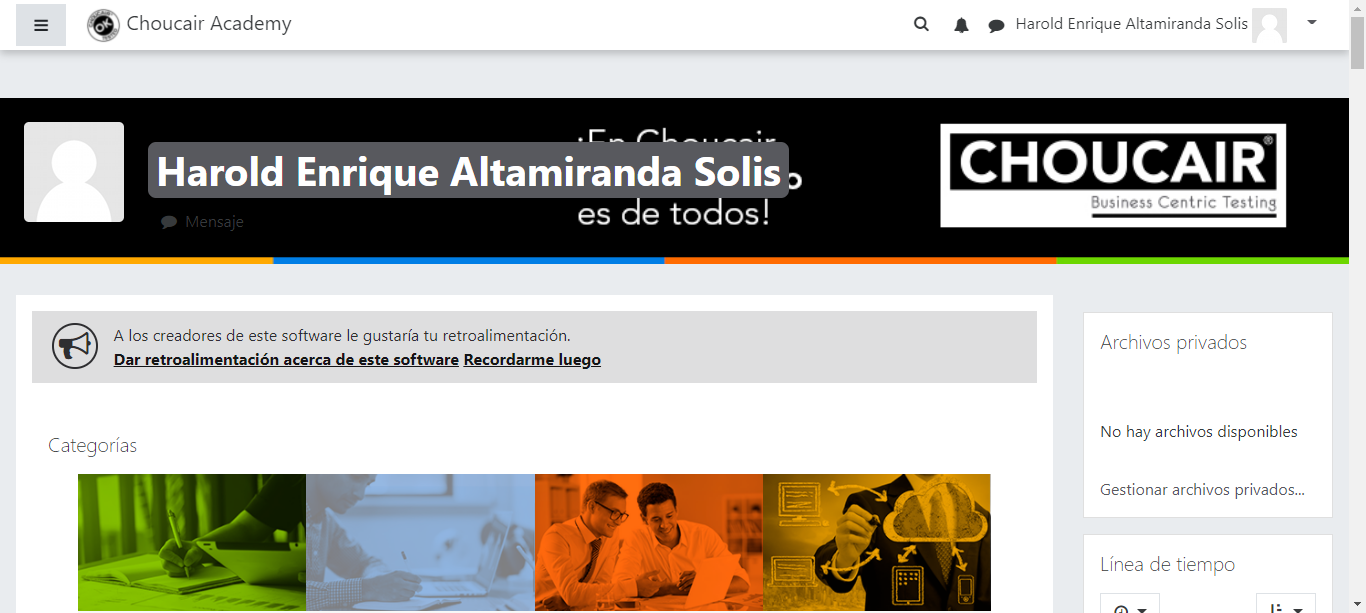 Choucair Academy
Harold Enrique Altamiranda Solis
¡En Choucair
Harold Enrique Altamiranda Solis
es de todos!
Mensaje
CHOUCAIR®
Business Centric Testing
A los creadores de este software le gustaría tu retroalimentación.
Dar retroalimentación acerca de este software Recordarme luego
Categorías
Archivos privados
No hay archivos disponibles
Gestionar archivos privados...
Línea de tiempo